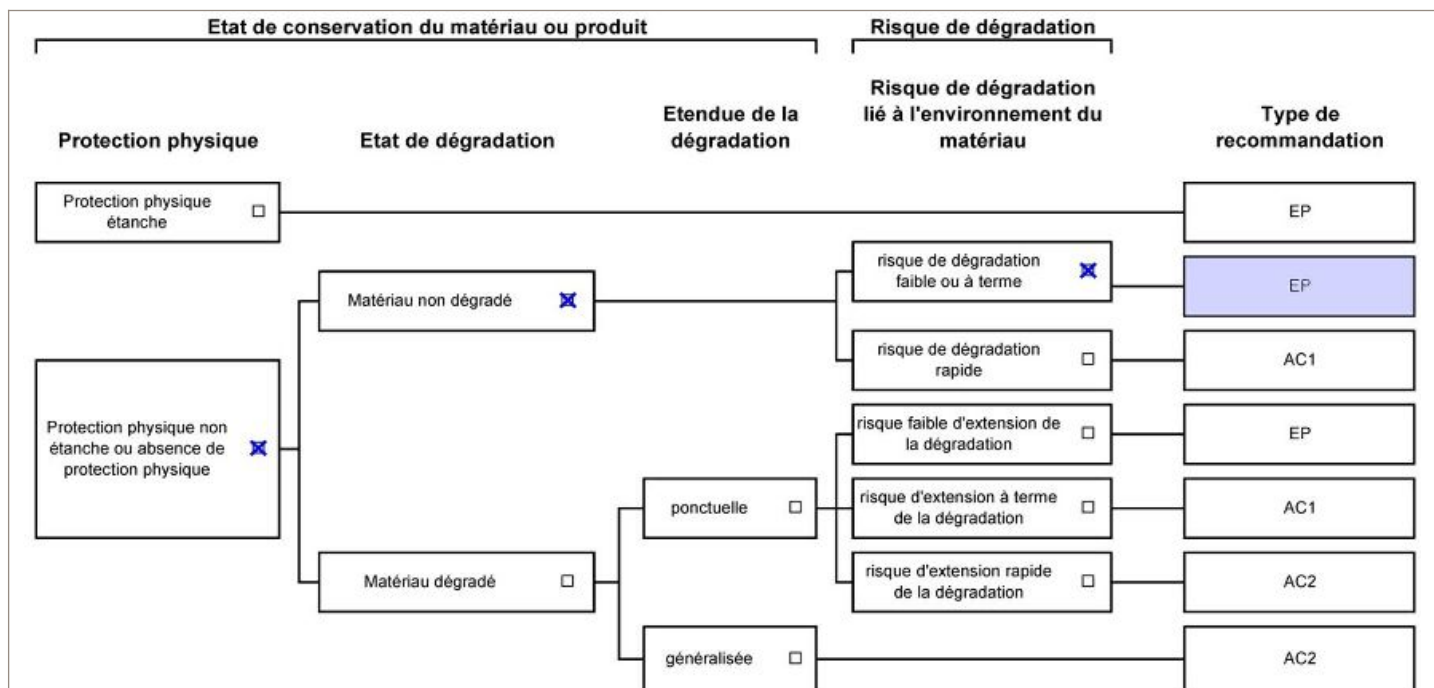 Etat de conservation du matériau ou produit
Risque de dégradation
Protection physique
Etat de dégradation
Etendue de la
dégradation
Risque de dégradation
lié à l'environnement du
matériau
Type de
recommandation
Protection physique
étanche
EP
Matériau non dégradé
risque de dégradation
faible ou à terme
EP
risque de dégradation
rapide
AC1
Protection physique non
étanche ou absence de
protection physique
risque faible d'extension de
la dégradation
EP
ponctuelle
risque d'extension à terme
de la dégradation
AC1
Matériau dégradé
risque d'extension rapide
de la dégradation
AC2
généralisée
AC2